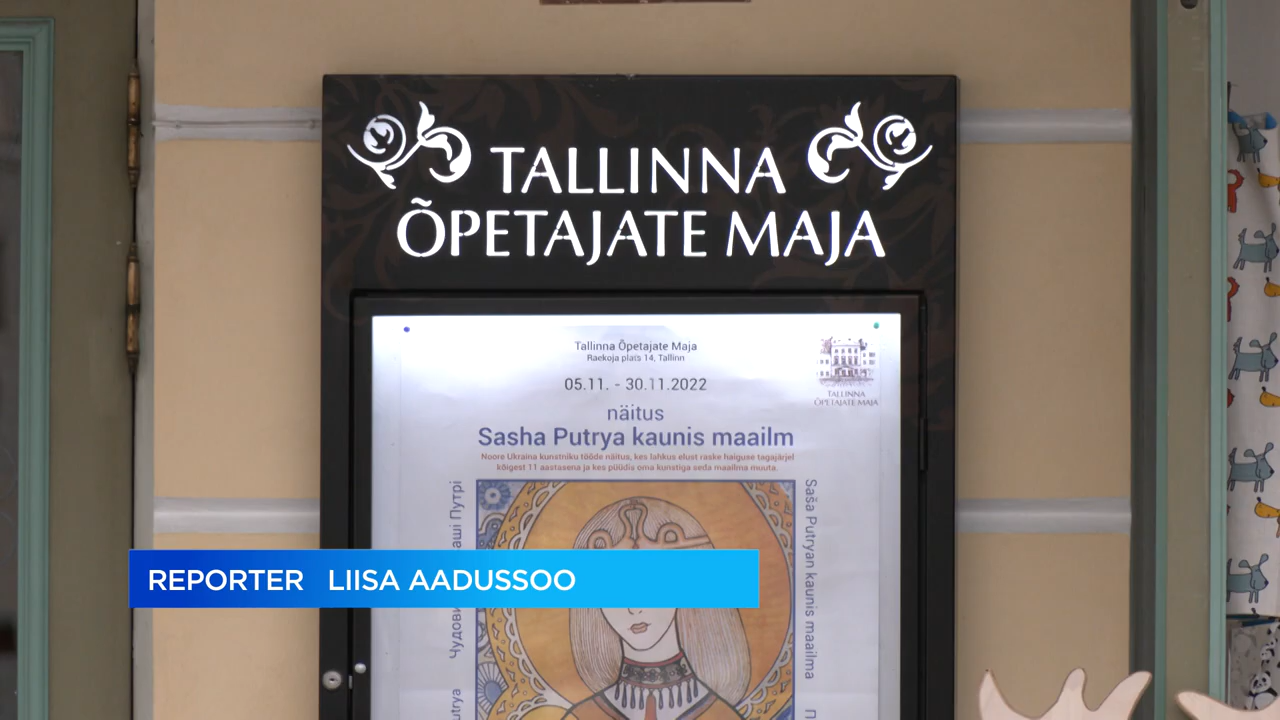 TALLINNA
ÕPETAJATE MAJA
Tallinna Õpetajate Maja
Raekoja plats 14, Tallinn
05.11. - 30.11.2022
TALLINNA
ÕPETAJATE MAJA
näitus
Sasha Putrya kaunis maailm
Noore Ukraina kunstniku tööde näitus, kes lahkus elust raske haiguse tagajärjel
kõigest 11 aastasena ja kes püüdis oma kunstiga seda maailma muuta.
Путрі
Saša Putryan kaunis maailma
REPORTER LIISA AADUSSOO